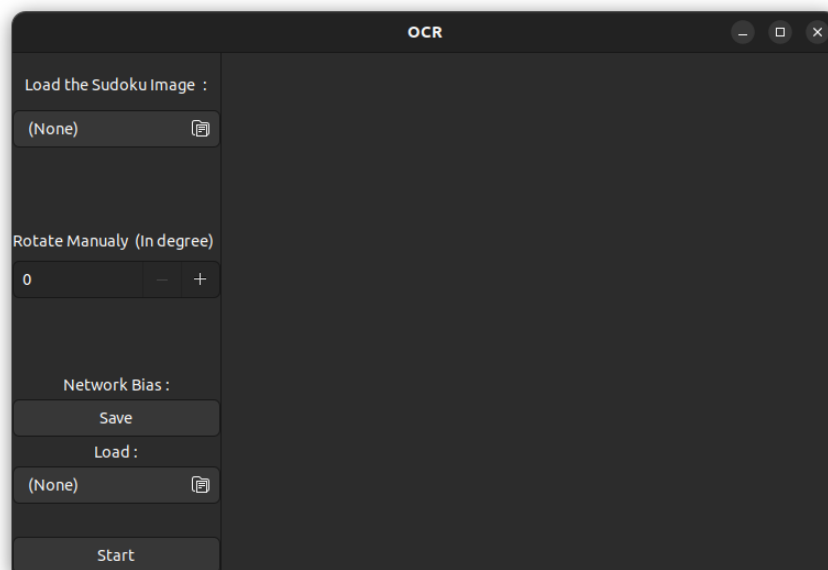 OCR
Load the Sudoku Image :
(None)
Rotate Manualy (In degree)
0
Network Bias :
Save
Load :
(None)
Start